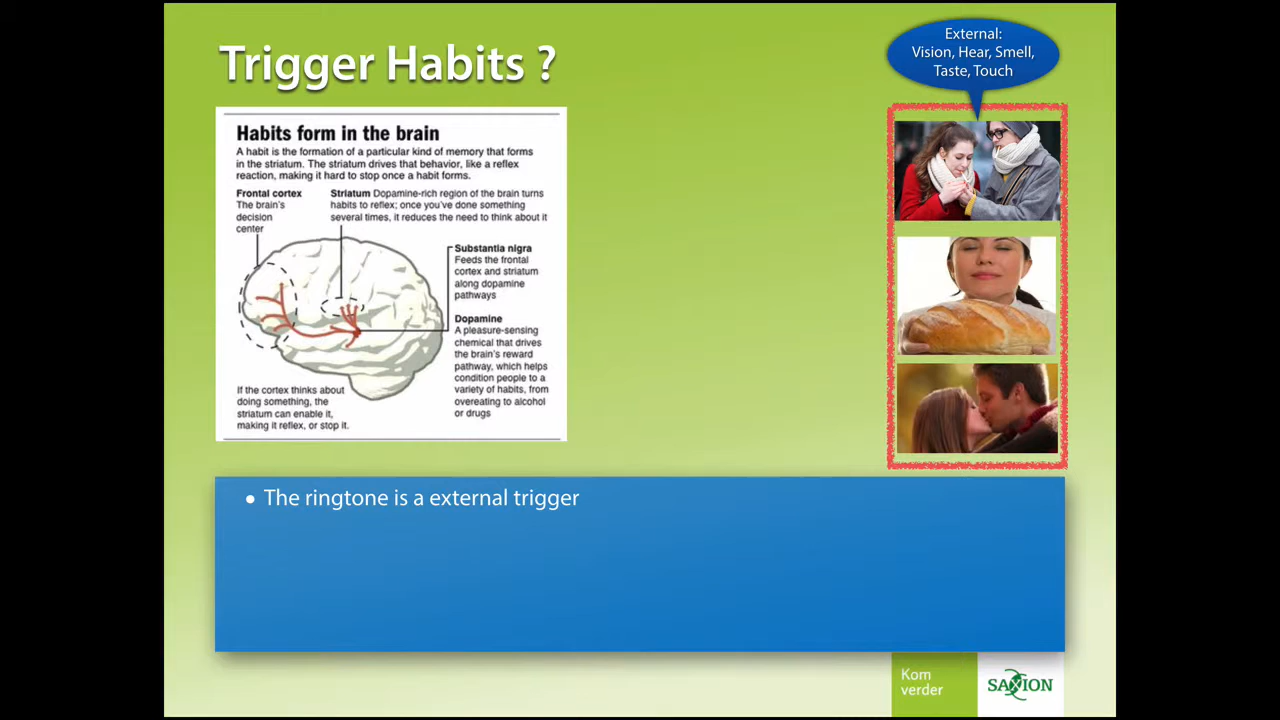 Trigger Habits ?
External:
Vision, Hear, Smell,
Taste, Touch
Habits form in the brain
A habit is the formation of a particular kind of memory that forms
in the striatum. The striatum drives that behavior, like a reflex
reaction, making it hard to stop once a habit forms.
Frontal cortex
The brain's
decision
center
Striatum Dopamine-rich region of the brain turns
habits to reflex; once you've done something
several times, it reduces the need to think about it
Substantia nigra
Feeds the frontal
cortex and striatum
along dopamine
pathways
Dopamine
A pleasure-sensing
chemical that drives
the brain's reward
pathway, which helps
condition people to a
variety of habits, from
overeating to alcohol
or drugs
If the cortex thinks about
doing something, the
striatum can enable it,
making it reflex, or stop it.
• The ringtone is a external trigger
Kom
verder
SAXION